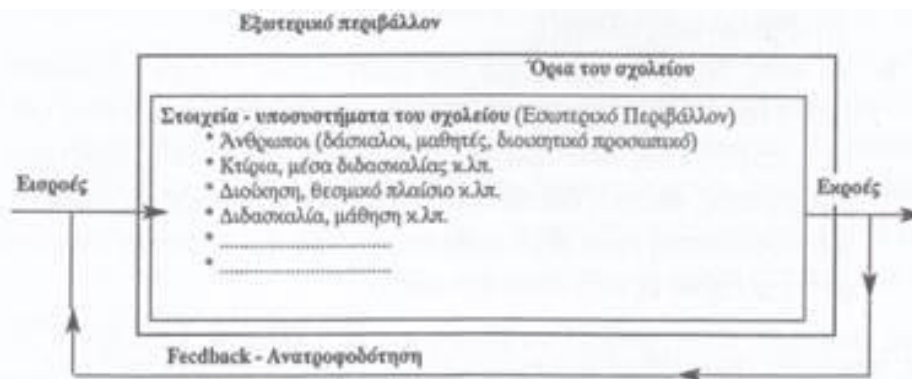 Εξωτερικό περιβάλλον
Όρια του σχολείου
Στοιχεία - υποσυστήματα του σχολείου (Εσωτερικό Περιβάλλον)
* Άνθρωποι (δάσκαλοι, μαθητές, διοικητικό προσωπικό)
* Κτίρια, μέσα διδασκαλίας κ.λπ.
Εισροές
* Διοίκηση, θεσμικό πλαίσιο κ.λπ.
Εκροές
* Διδασκαλία, μάθηση κ.λπ.
* ..............................
* ..............................
Feedback - Ανατροφοδότηση